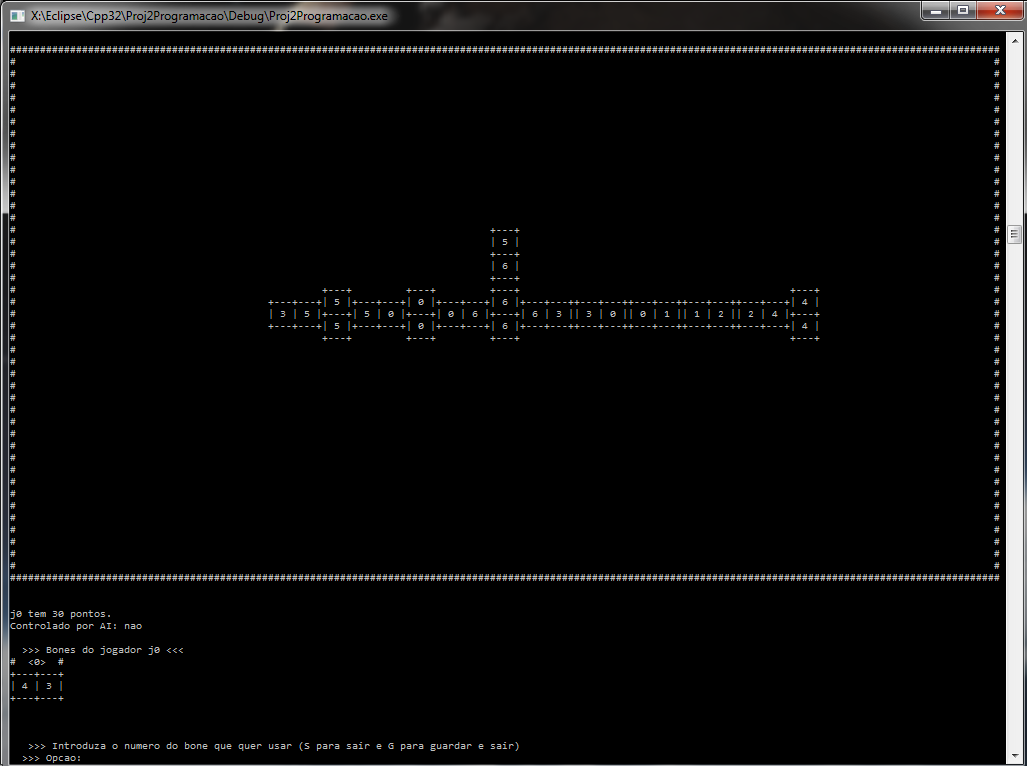 X:\Eclipse\Cpp32\Proj2Programacao\Debug\Proj2Programacao.exe
5
6
5 0 6 4
3 5 5 0 0 6 6 3 3 0 0 1 1 2 2 4
5 0 6 4
j0 tem 30 pontos.
Controlado por AI: nao
>>> Bones do jogador j0 <<<
# <0> #
| 4 | 3 |
>>> Introduza o numero do bone que quer usar (S para sair e G para guardar e sair)
>>> Opcao: